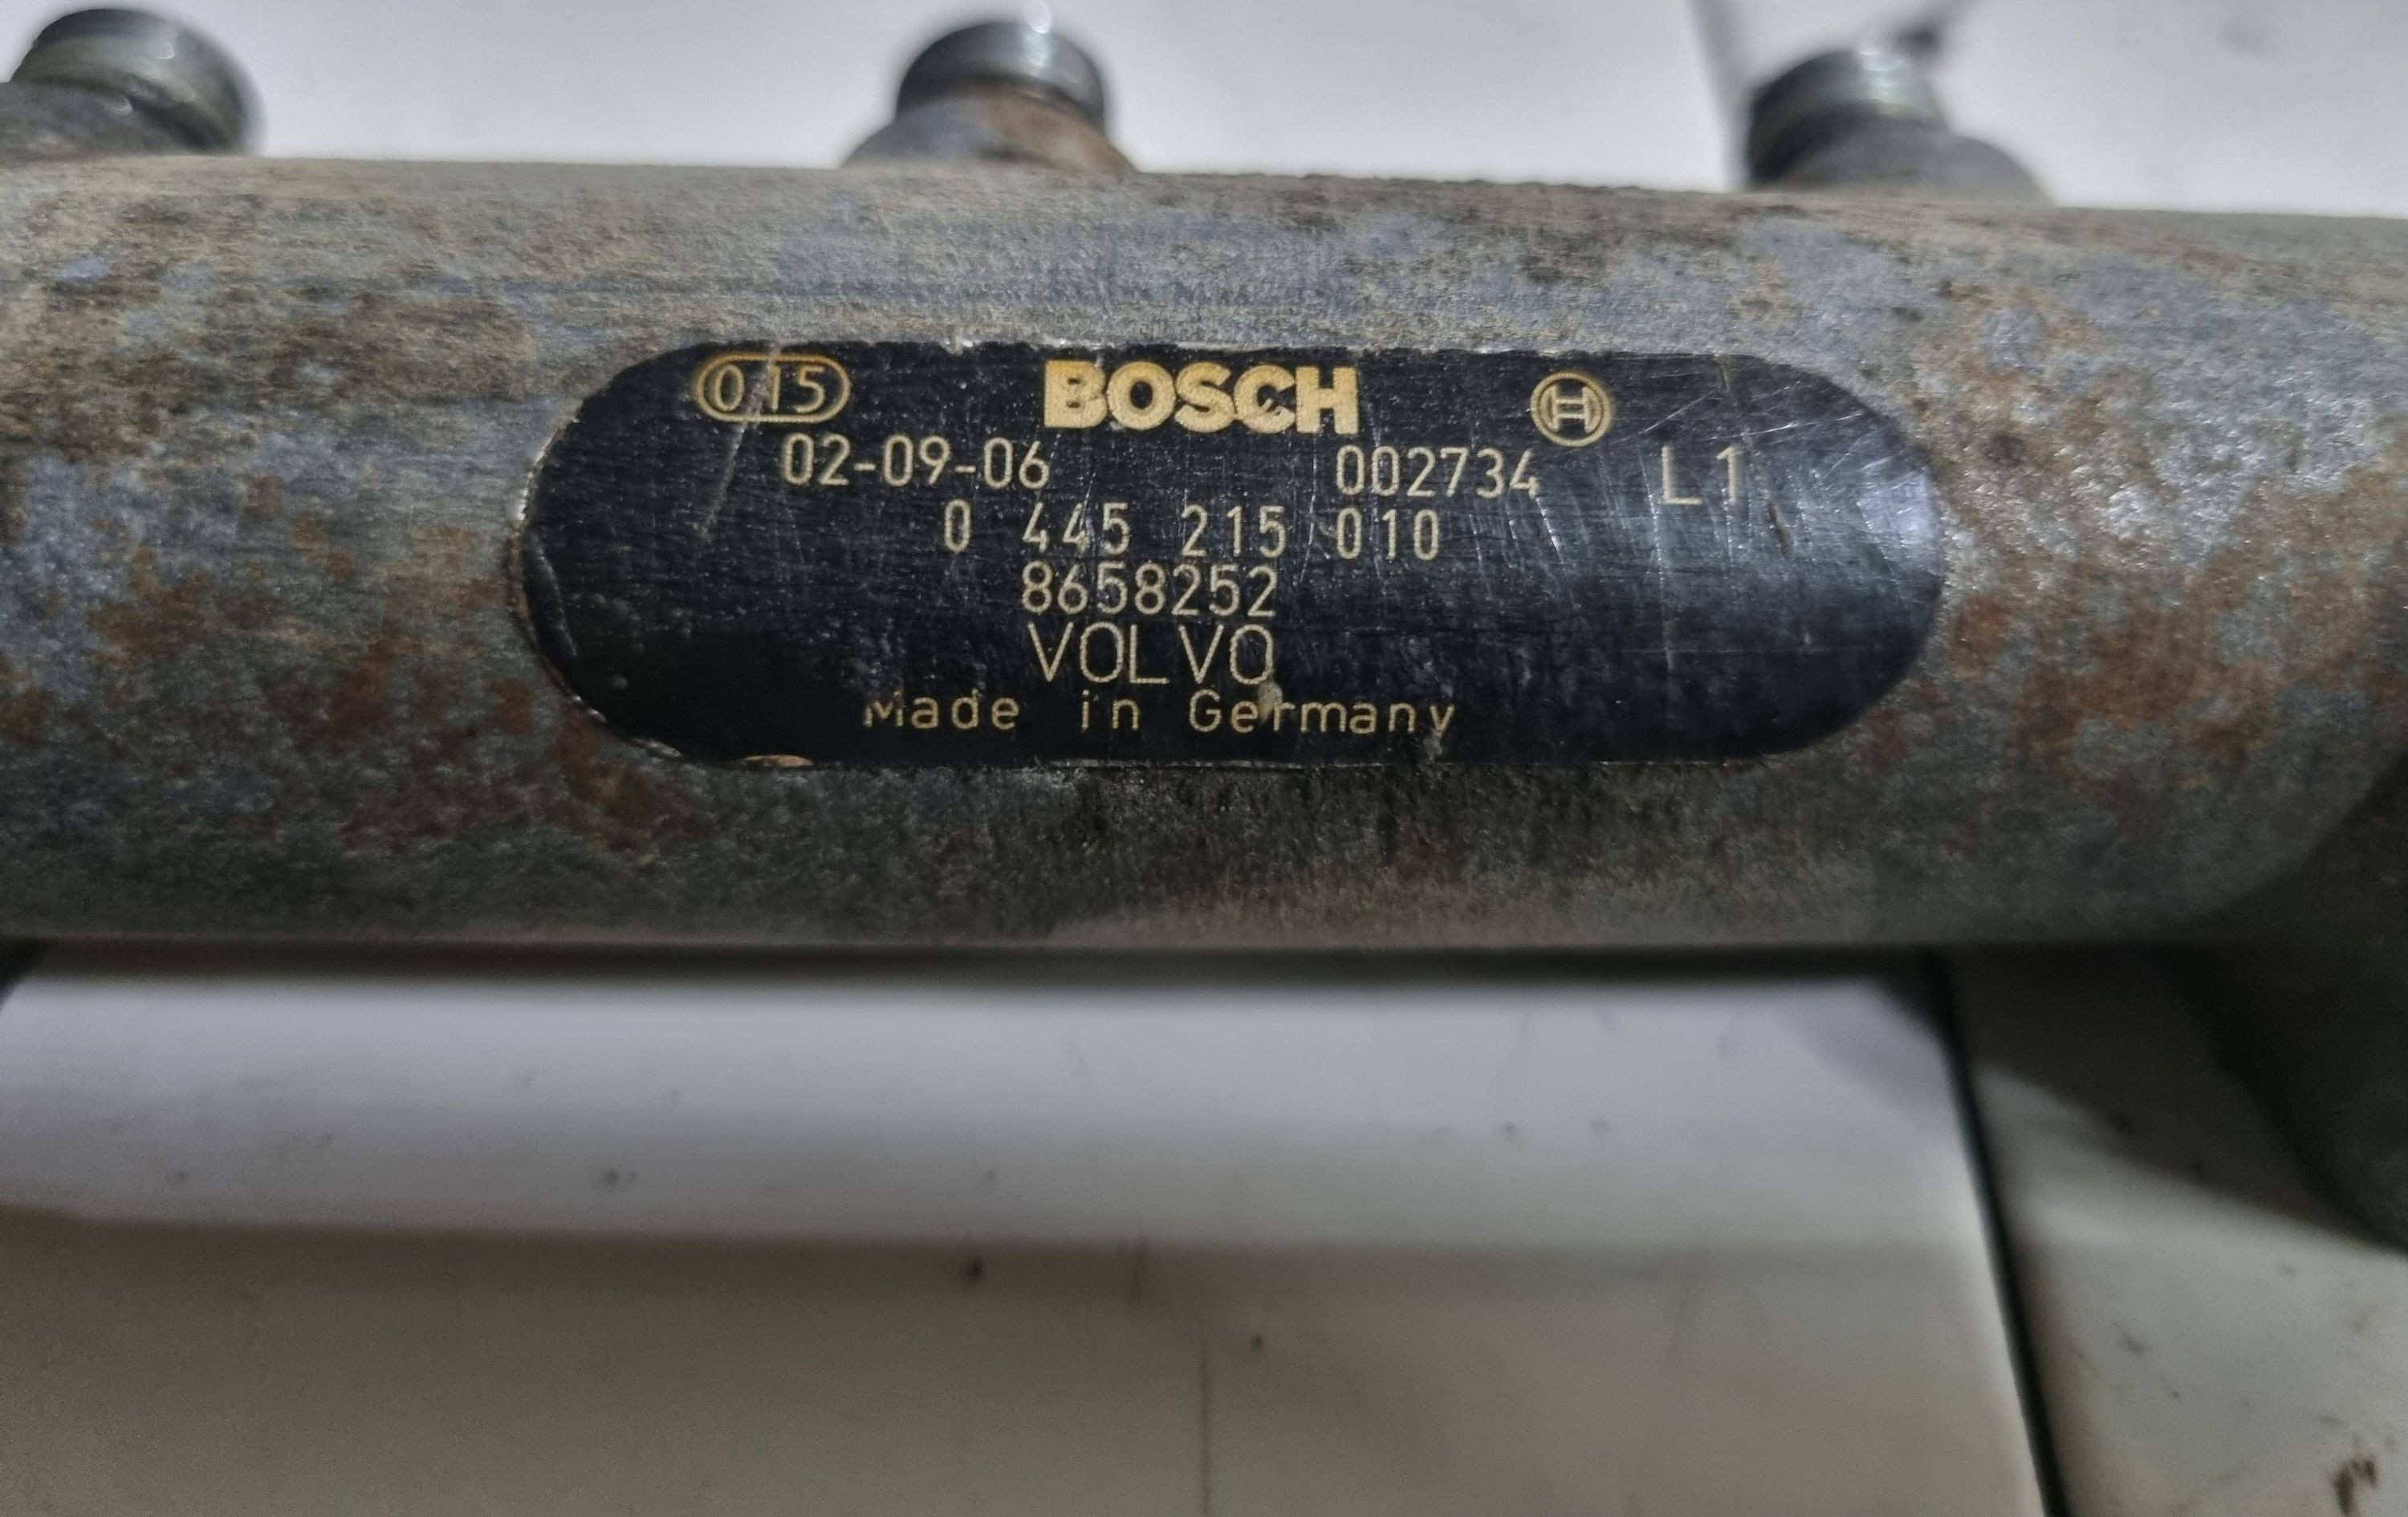 015 BOSCH
02-09-06 002734 L1
0 445 215 010
8658252
VOLVO
Made in Germany